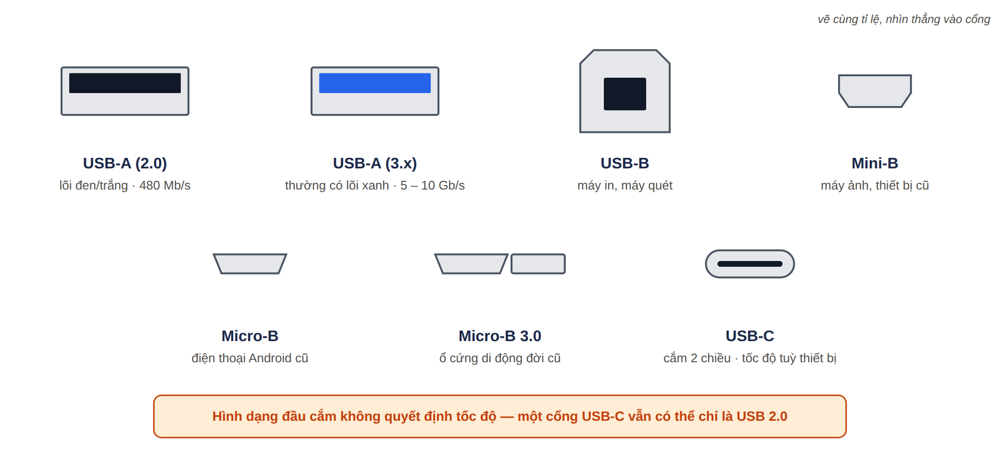 vẽ cùng tỉ lệ, nhìn thẳng vào cổng
USB-A (2.0)
lõi đen/trắng · 480 Mb/s
USB-A (3.x)
thường có lõi xanh · 5 – 10 Gb/s
USB-B
máy in, máy quét
Mini-B
máy ảnh, thiết bị cũ
Micro-B
điện thoại Android cũ
Micro-B 3.0
ổ cứng di động đời cũ
USB-C
cắm 2 chiều · tốc độ tuỳ thiết bị
Hình dạng đầu cắm không quyết định tốc độ — một cổng USB-C vẫn có thể chỉ là USB 2.0